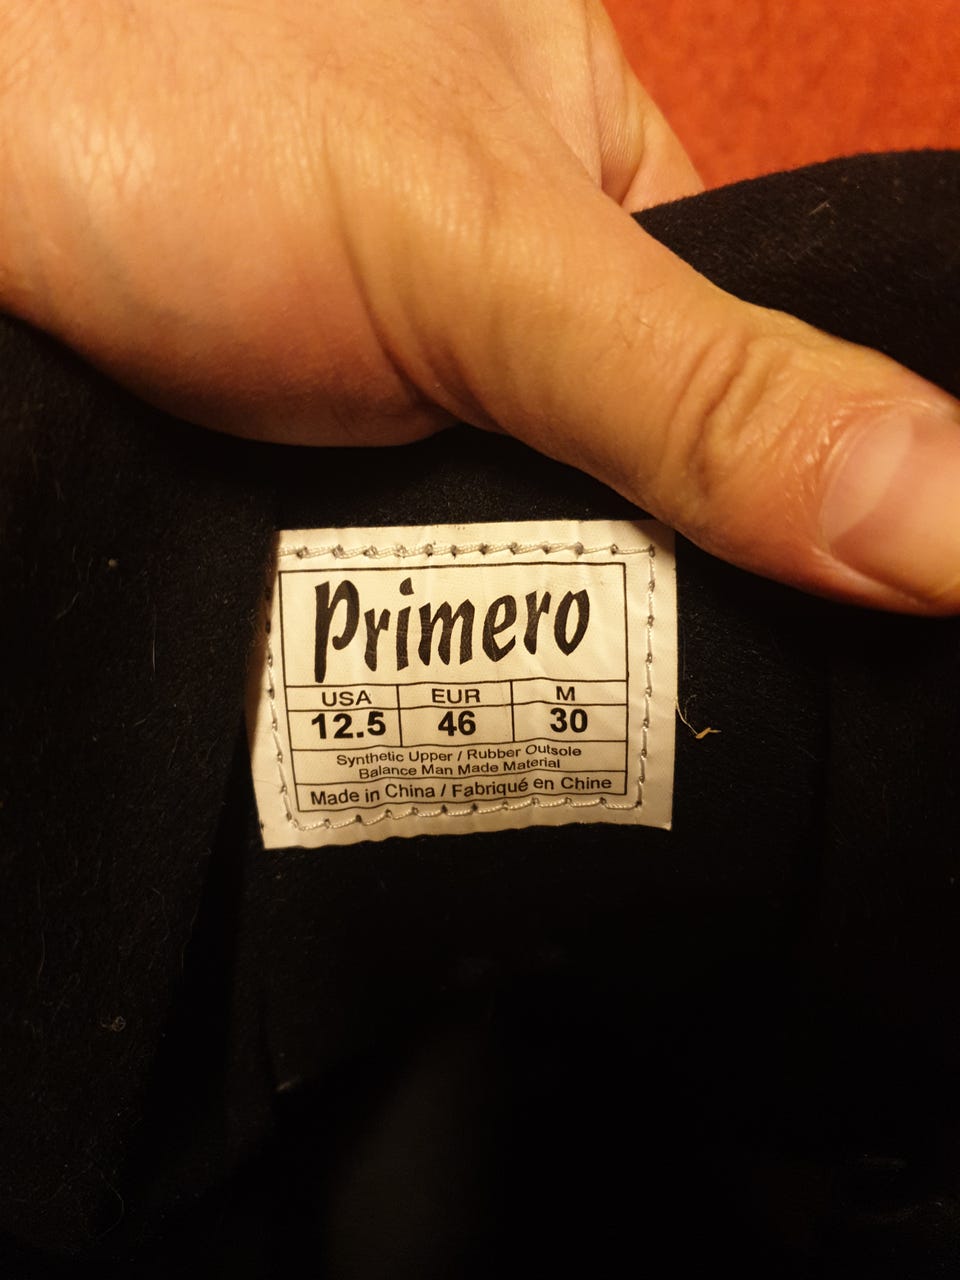 Primero
USA EUR M
12.5 46 30
Synthetic Upper / Rubber Outsole
Balance Man Made Material
Made in China / Fabriqué en Chine